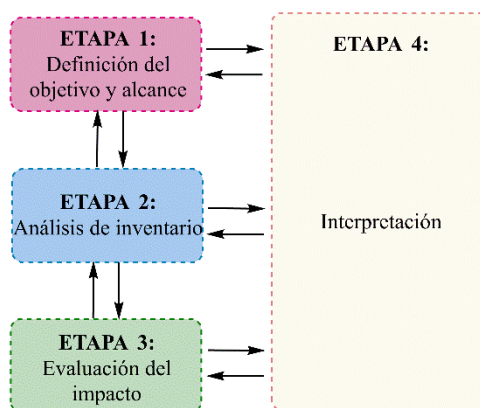 ETAPA 1:
Definición del
objetivo y alcance
ETAPA 2:
Análisis de inventario
ETAPA 3:
Evaluación del
impacto
ETAPA 4:
Interpretación